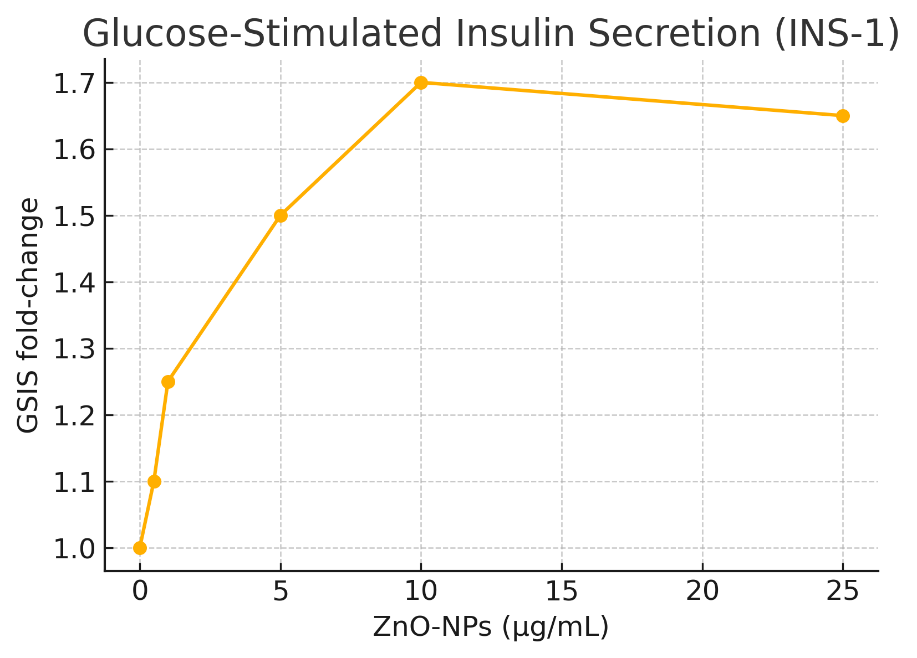 Glucose-Stimulated Insulin Secretion (INS-1)
GSIS fold-change
1.7
1.6
1.5
1.4
1.3
1.2
1.1
1.0
0 5 10 15 20 25
ZnO-NPs (µg/mL)